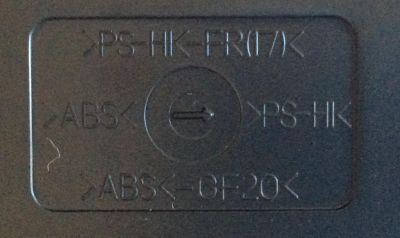 >PS-HI<-FR(17)<
>ABS< >PS-HI<
>ABS<-GF20<